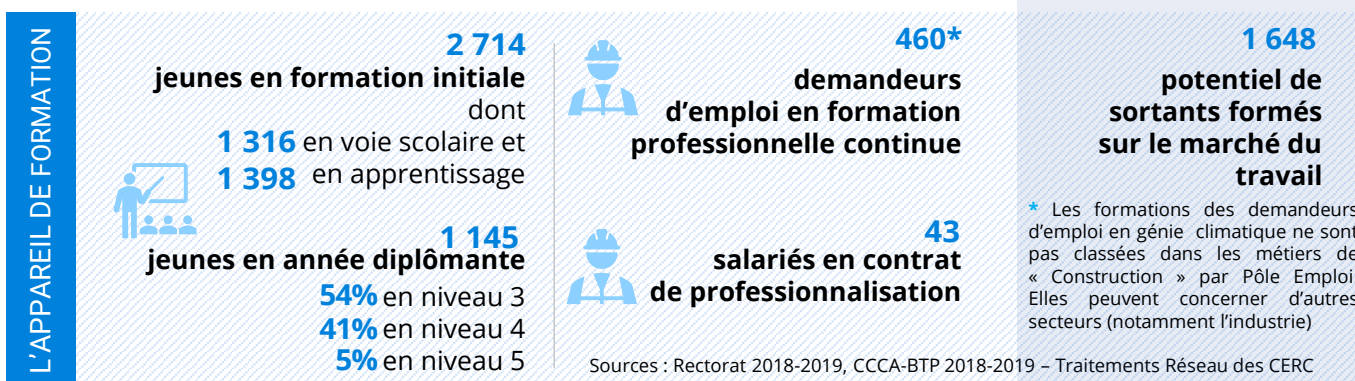 L'APPAREIL DE FORMATION
2 714
jeunes en formation initiale
dont
1 316 en voie scolaire et
1 398 en apprentissage
1 145
jeunes en année diplômante
54% en niveau 3
41% en niveau 4
5% en niveau 5
460*
demandeurs
d'emploi en formation
professionnelle continue
43
salariés en contrat
de professionnalisation
1 648
potentiel de
sortants formés
sur le marché du
travail
* Les formations des demandeurs
d'emploi en génie climatique ne sont
pas classées dans les métiers de
« Construction » par Pôle Emploi
Elles peuvent concerner d'autres
secteurs (notamment l'industrie)
Sources : Rectorat 2018-2019, CCCA-BTP 2018-2019 – Traitements Réseau des CERC